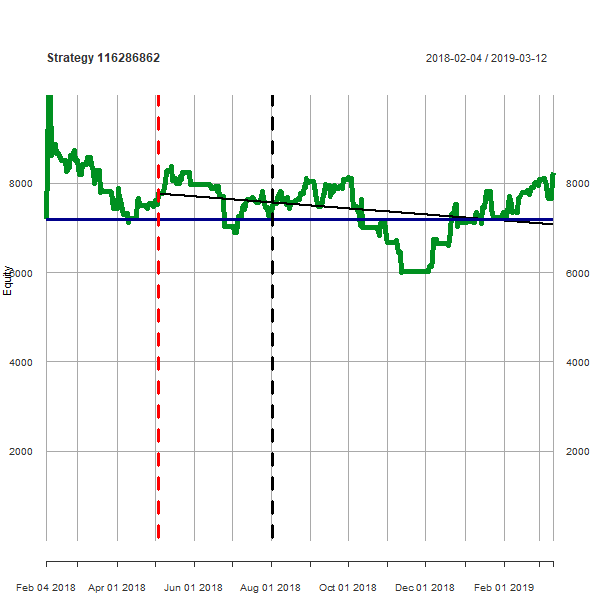 Strategy 116286862
2018-02-04 / 2019-03-12
8000
8000
6000
6000
Equity
4000
4000
2000
2000
Feb 04 2018
Apr 01 2018
Jun 01 2018
Aug 01 2018
Oct 01 2018
Dec 01 2018
Feb 01 2019